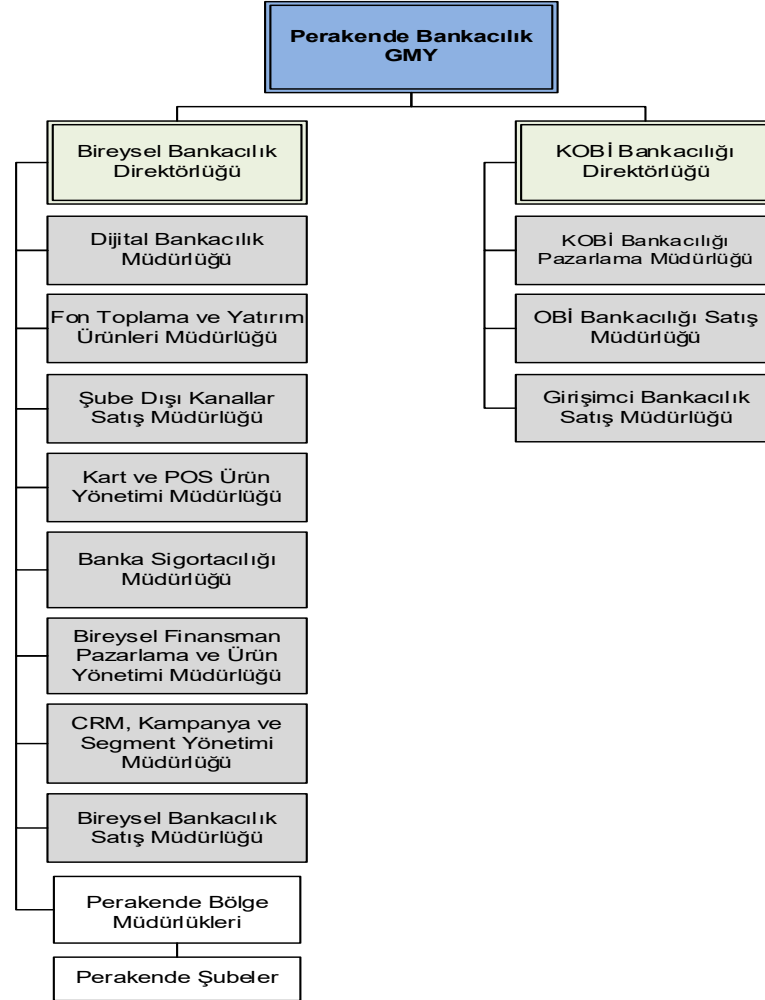 Perakende Bankacılık
GMY
Bireysel Bankacılık
Direktörlüğü
Dijital Bankacılık
Müdürlüğü
Fon Toplama ve Yatırım
Ürünleri Müdürlüğü
Şube Dışı Kanallar
Satış Müdürlüğü
Kart ve POS Ürün
Yönetimi Müdürlüğü
Banka Sigortacılığı
Müdürlüğü
Bireysel Finansman
Pazarlama ve Ürün
Yönetimi Müdürlüğü
CRM, Kampanya ve
Segment Yönetimi
Müdürlüğü
Bireysel Bankacılık
Satış Müdürlüğü
Perakende Bölge
Müdürlükleri
Perakende Şubeler
KOBİ Bankacılığı
Direktörlüğü
KOBİ Bankacılığı
Pazarlama Müdürlüğü
OBİ Bankacılığı Satış
Müdürlüğü
Girişimci Bankacılık
Satış Müdürlüğü